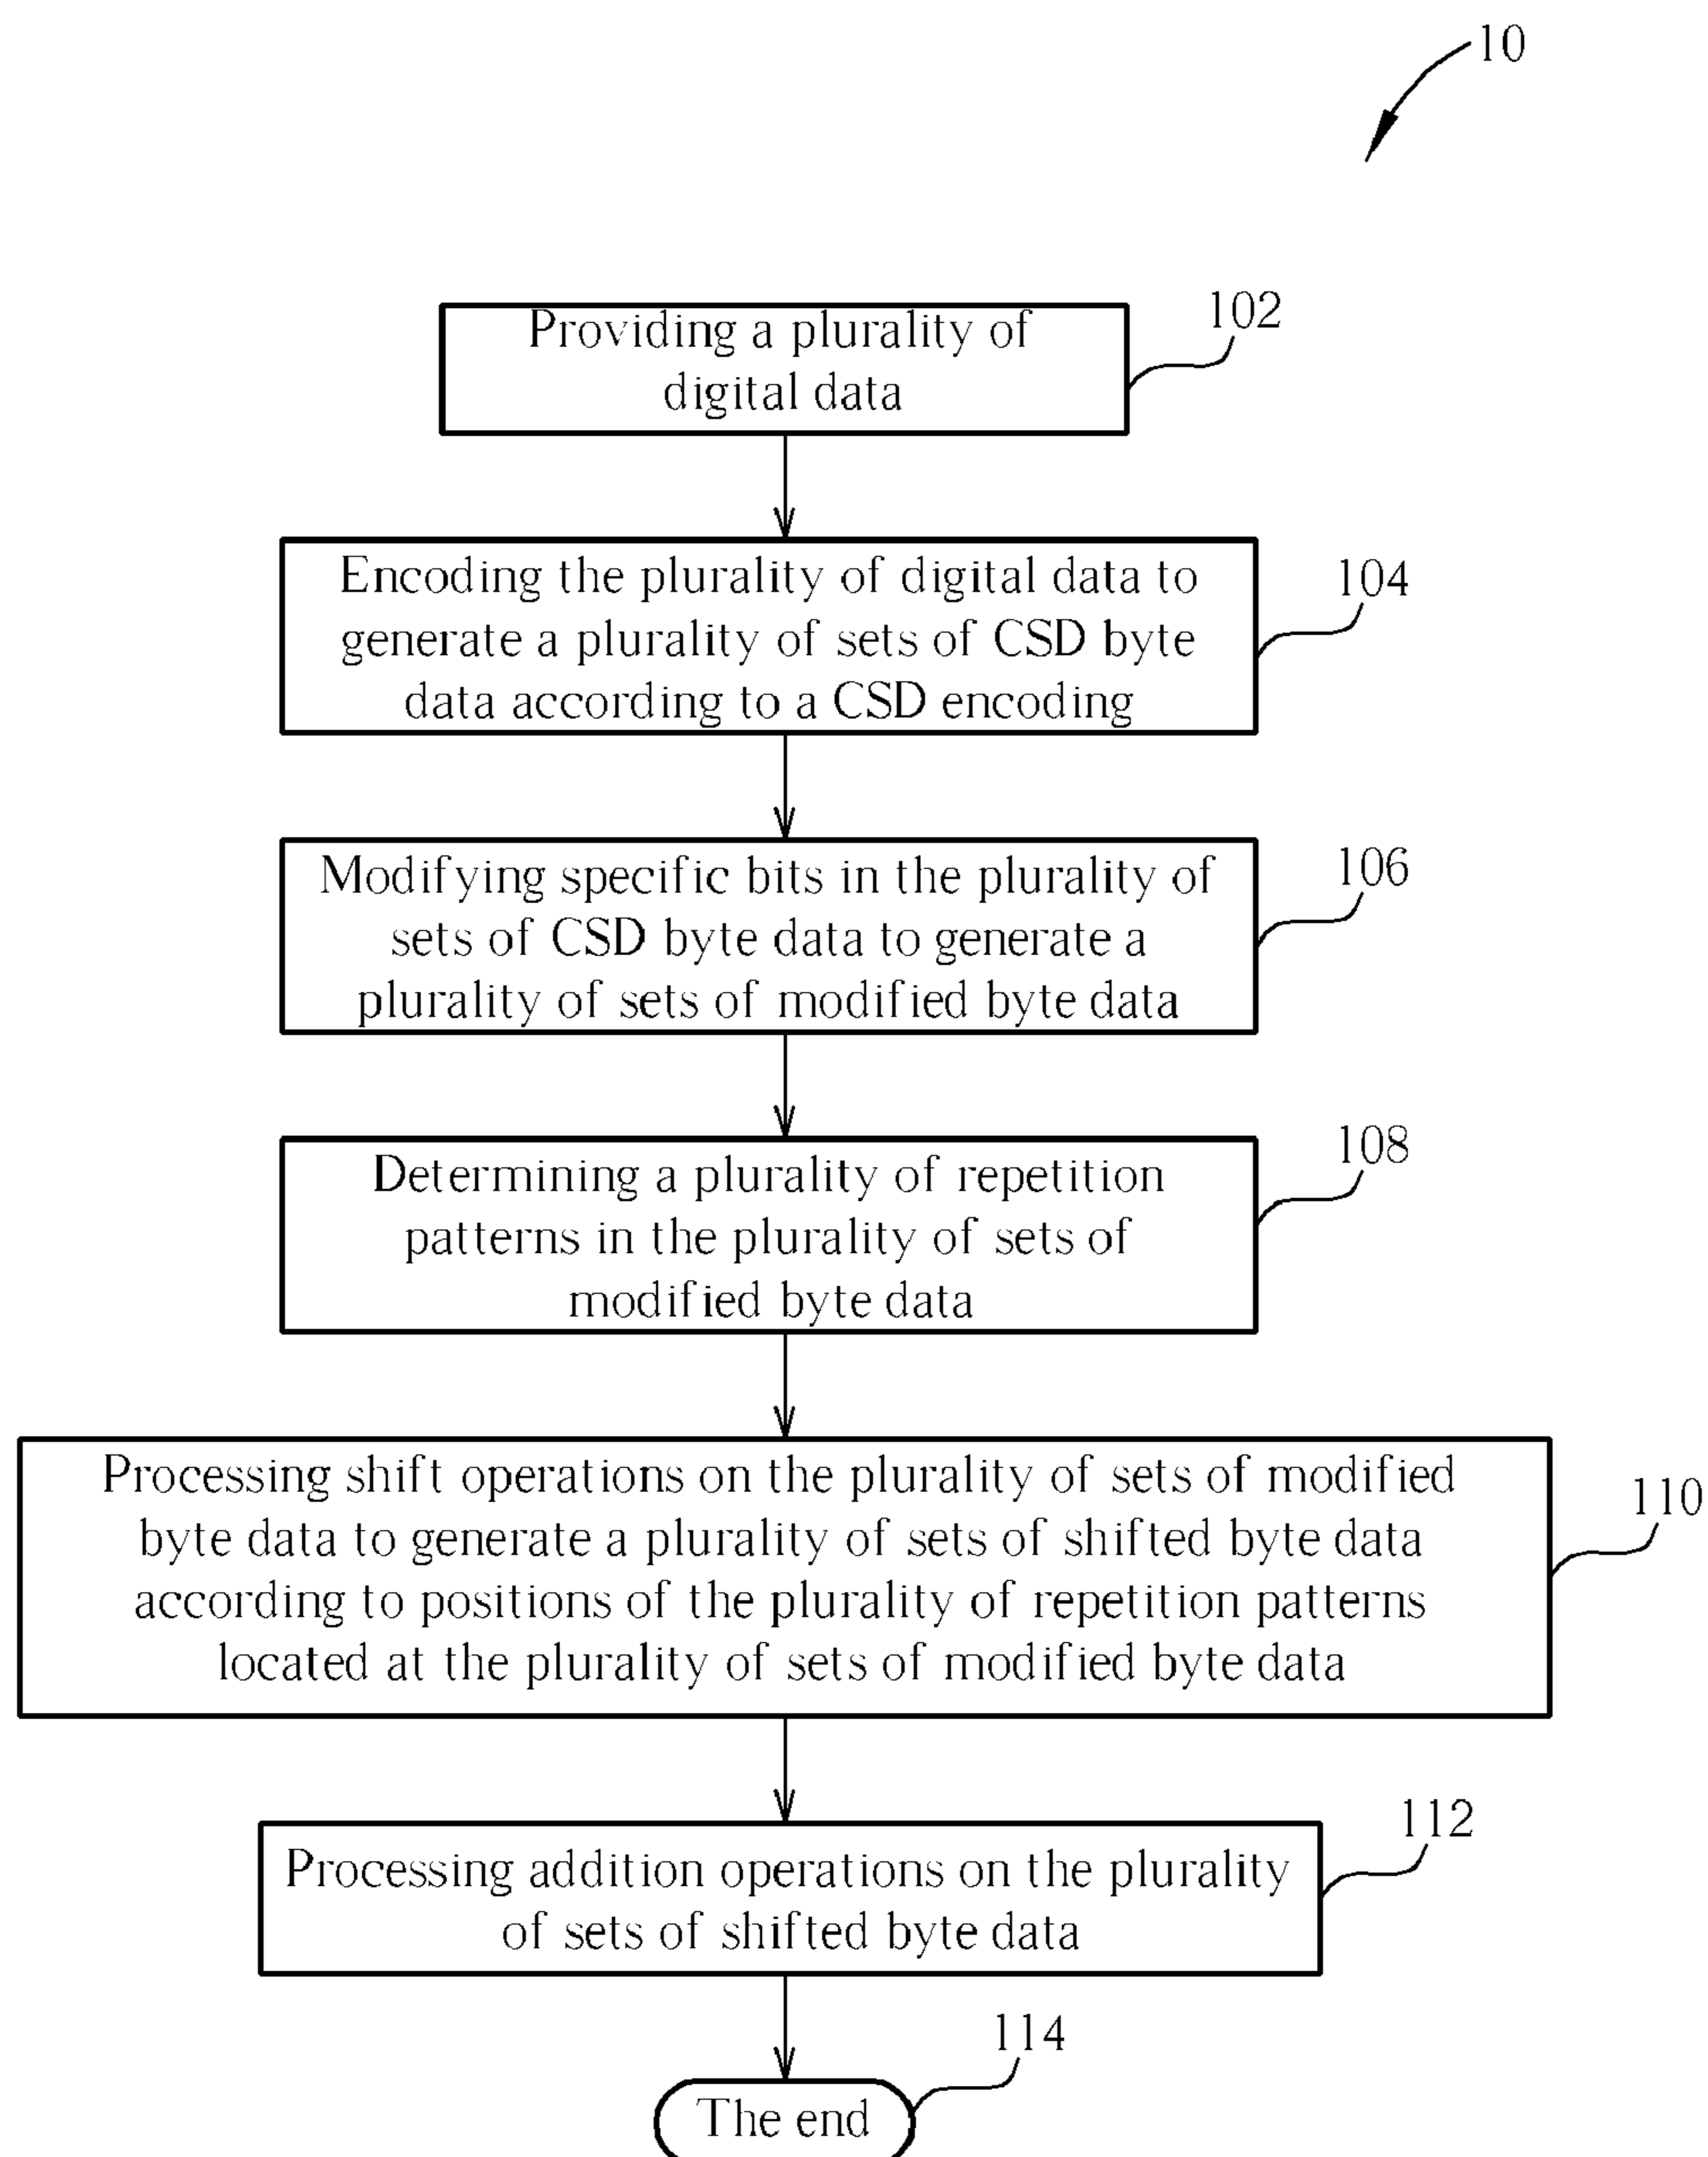 10
102
Providing a plurality of
digital data
104
Encoding the plurality of digital data to
generate a plurality of sets of CSD byte
data according to a CSD encoding
106
Modifying specific bits in the plurality of
sets of CSD byte data to generate a
plurality of sets of modified byte data
108
Determining a plurality of repetition
patterns in the plurality of sets of
modified byte data
110
Processing shift operations on the plurality of sets of modified
byte data to generate a plurality of sets of shifted byte data
according to positions of the plurality of repetition patterns
located at the plurality of sets of modified byte data
112
Processing addition operations on the plurality
of sets of shifted byte data
114
The end